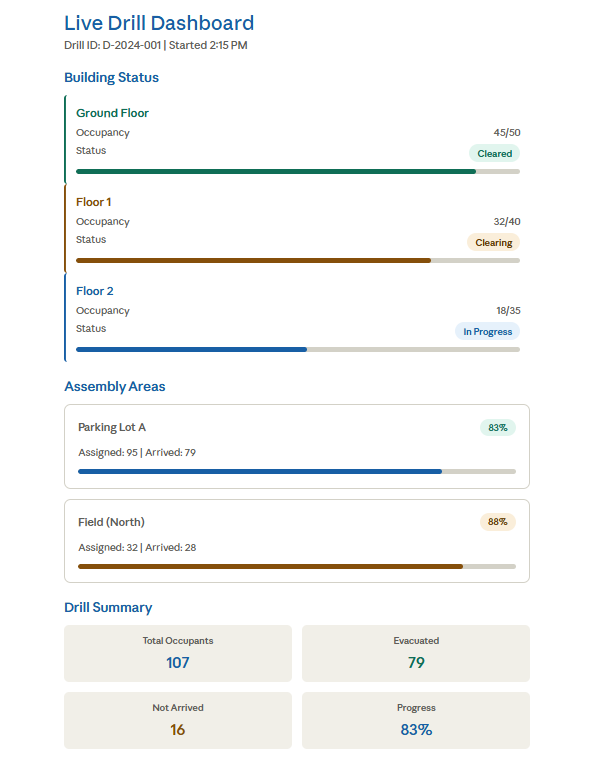 Live Drill Dashboard
Drill ID: D-2024-001 | Started 2:15 PM
Building Status
Ground Floor
Occupancy 45/50
Status Cleared
Floor 1
Occupancy 32/40
Status Clearing
Floor 2
Occupancy 18/35
Status In Progress
Assembly Areas
Parking Lot A 83%
Assigned: 95 | Arrived: 79
Field (North) 88%
Assigned: 32 | Arrived: 28
Drill Summary
Total Occupants Evacuated
107 79
Not Arrived Progress
16 83%